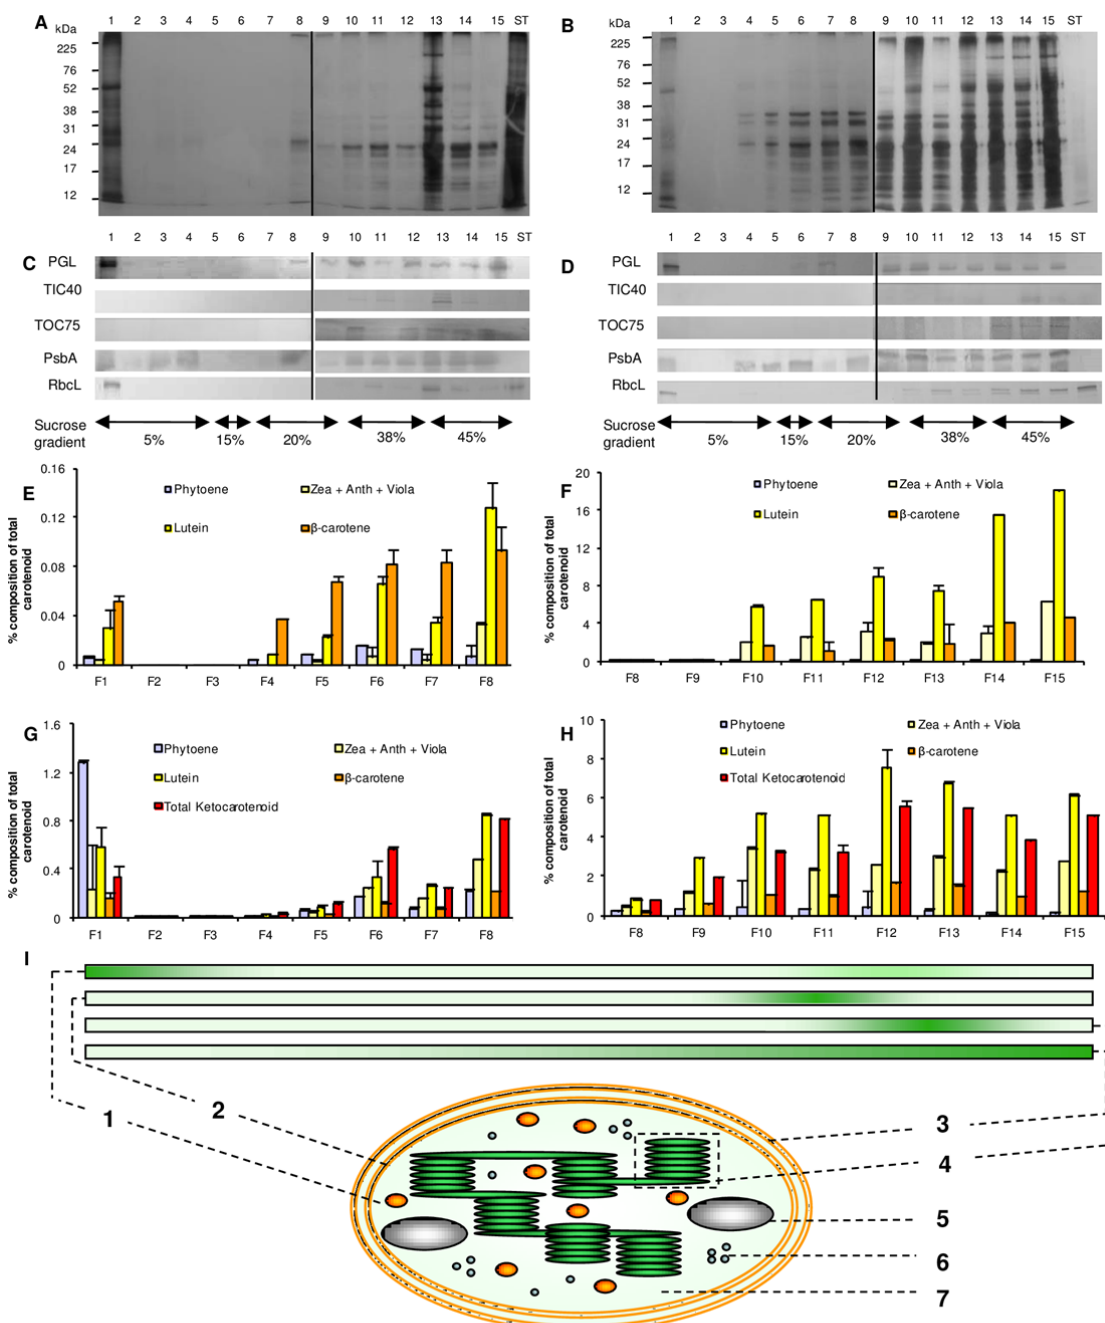 A kDa 1 2 3 4 5 6 7 8 9 10 11 12 13 14 15 ST
225
76
52
38
31
24
17
12
B kDa 1 2 3 4 5 6 7 8 9 10 11 12 13 14 15 ST
225
76
52
38
31
24
17
12
1 2 3 4 5 6 7 8 9 10 11 12 13 14 15 ST
C PGL
TIC40
TOC75
PsbA
RbcL
Sucrose
gradient 5% 15% 20% 38% 45%
1 2 3 4 5 6 7 8 9 10 11 12 13 14 15 ST
D PGL
TIC40
TOC75
PsbA
RbcL
Sucrose
gradient 5% 15% 20% 38% 45%
E
% composition of total
carotenoid
0.16
0.12
0.08
0.04
0
Phytoene Zea + Anth + Viola
Lutein β-carotene
F1 F2 F3 F4 F5 F6 F7 F8
F
% composition of total
carotenoid
20
16
12
8
4
0
Phytoene Zea + Anth + Viola
Lutein β-carotene
F8 F9 F10 F11 F12 F13 F14 F15
G
% composition of total
carotenoid
1.6
1.2
0.8
0.4
0
Phytoene Zea + Anth + Viola
Lutein β-carotene
Total Ketocarotenoid
F1 F2 F3 F4 F5 F6 F7 F8
H
% composition of total
carotenoid
10
8
6
4
2
0
Phytoene Zea + Anth + Viola
Lutein β-carotene
Total Ketocarotenoid
F8 F9 F10 F11 F12 F13 F14 F15
I
1
2
3
4
5
6
7